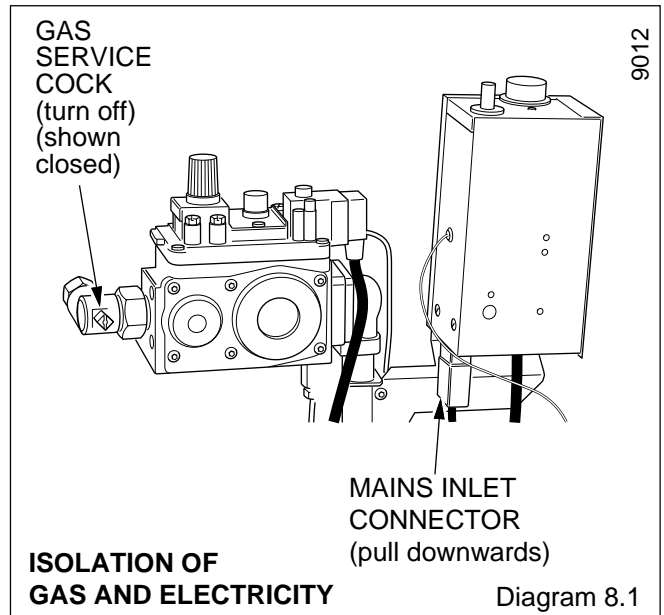 GAS
SERVICE
COCK
(turn off)
(shown
closed)
9012
MAINS INLET
CONNECTOR
(pull downwards)
ISOLATION OF
GAS AND ELECTRICITY
Diagram 8.1